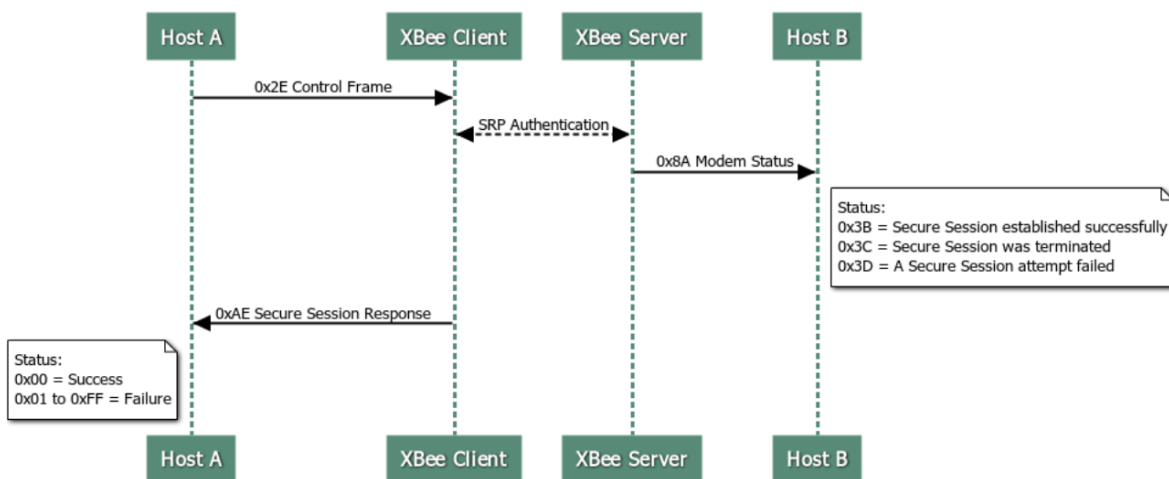 Host A
XBee Client
XBee Server
Host B
0x2E Control Frame
SRP Authentication
0x8A Modem Status
Status:
0x3B = Secure Session established successfully
0x3C = Secure Session was terminated
0x3D = A Secure Session attempt failed
0xAE Secure Session Response
Status:
0x00 = Success
0x01 to 0xFF = Failure
Host A
XBee Client
XBee Server
Host B